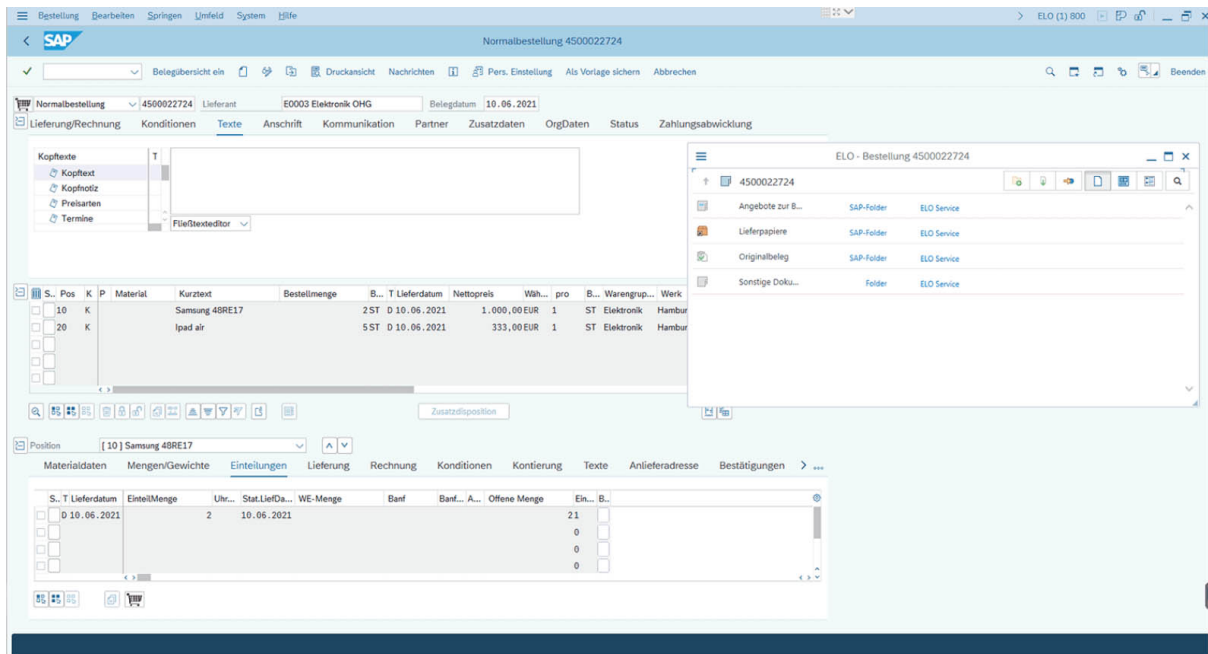 Bestellung Bearbeiten Springen Umfeld System Hilfe ELO (1) 800
SAP Normalbestellung 4500022724
Belegübersicht ein Druckansicht Nachrichten Pers. Einstellung Als Vorlage sichern Abbrechen Beenden
Normalbestellung 4500022724 Lieferant E0003 Elektronik OHG Belegdatum 10.06.2021
Lieferung/Rechnung Konditionen Texte Anschrift Kommunikation Partner Zusatzdaten OrgDaten Status Zahlungsabwicklung
Kopftexte T
Kopftext
Kopfnotiz
Preisarten
Termine
Fließtexteditor
ELO - Bestellung 4500022724
4500022724
Angebote zur B... SAP-Folder ELO Service
Lieferpapiere SAP-Folder ELO Service
Originalbeleg SAP-Folder ELO Service
Sonstige Doku... Folder ELO Service
S.. Pos K P Material Kurztext Bestellmenge B... T Lieferdatum Nettopreis Wäh... pro B... Warengrup... Werk
10 K Samsung 48RE17 2 ST D 10.06.2021 1.000,00 EUR 1 ST Elektronik Hambur
20 K Ipad air 5 ST D 10.06.2021 333,00 EUR 1 ST Elektronik Hambur
Zusatzdisposition
Position [ 10 ] Samsung 48RE17
Materialdaten Mengen/Gewichte Einteilungen Lieferung Rechnung Konditionen Kontierung Texte Anlieferadresse Bestätigungen
S.. T Lieferdatum EinteilMenge Uhr... Stat.LiefDa... WE-Menge Banf Banf... A... Offene Menge Ein... B..
D 10.06.2021 2 10.06.2021 2 1
0
0
0